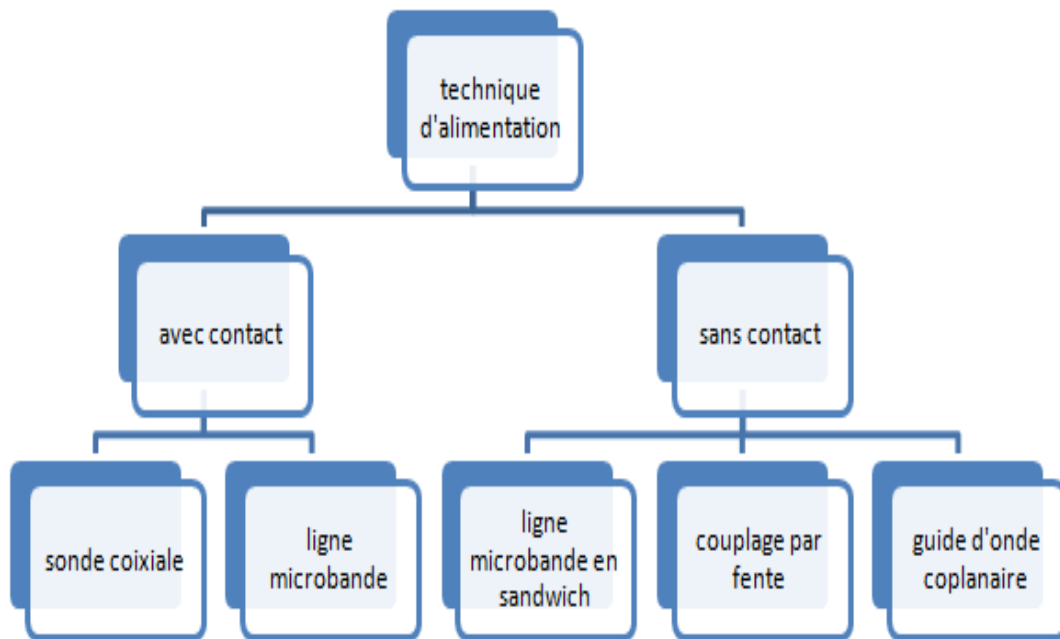 technique
d'alimentation
avec contact
sans contact
sonde coixiale
ligne
microbande
ligne
microbande en
sandwich
couplage par
fente
guide d'onde
coplanaire